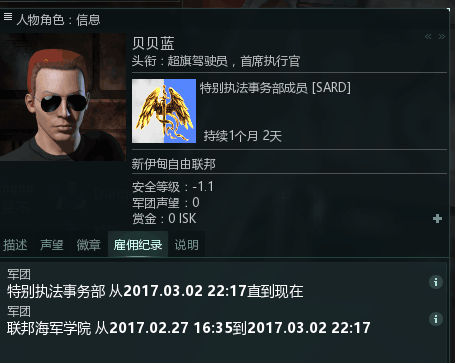 人物角色：信息
贝贝蓝
头衔：超旗驾驶员，首席执行官
特别执法事务部成员 [SARD]
持续1个月 2天
新伊甸自由联邦
安全等级：-1.1
军团声望：0
赏金：0 ISK
描述 声望 徽章 雇佣纪录 说明
军团
特别执法事务部 从2017.03.02 22:17直到现在
军团
联邦海军学院 从2017.02.27 16:35到2017.03.02 22:17